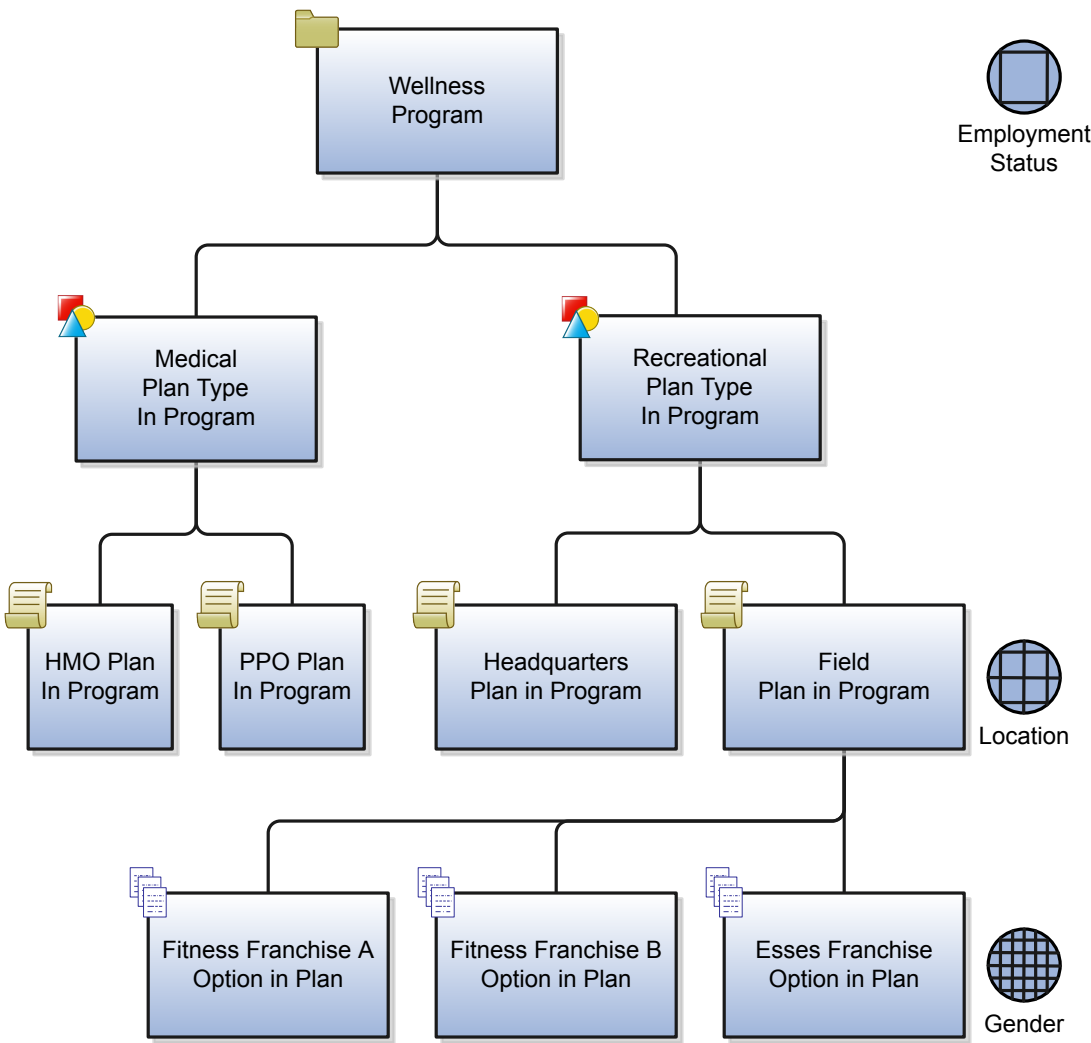 Wellness
Program
Employment
Status
Medical
Plan Type
In Program
Recreational
Plan Type
In Program
HMO Plan
In Program
PPO Plan
In Program
Headquarters
Plan in Program
Field
Plan in Program
Location
Fitness Franchise A
Option in Plan
Fitness Franchise B
Option in Plan
Esses Franchise
Option in Plan
Gender